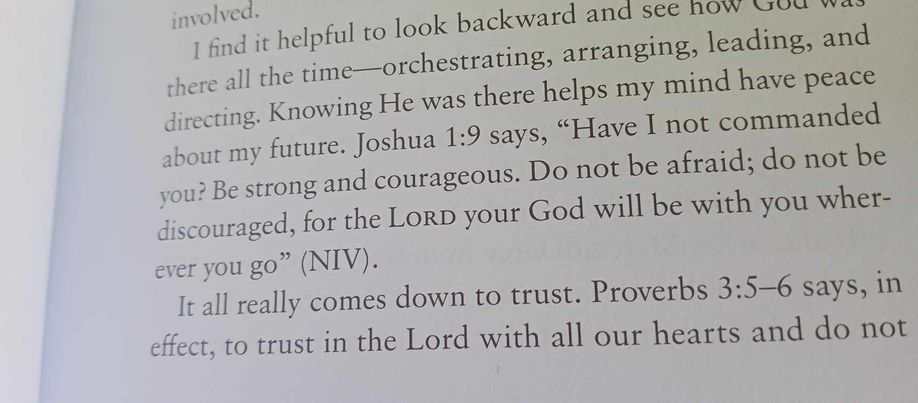 involved.
I find it helpful to look backward and see how God was
there all the time—orchestrating, arranging, leading, and
directing. Knowing He was there helps my mind have peace
about my future. Joshua 1:9 says, “Have I not commanded
you? Be strong and courageous. Do not be afraid; do not be
discouraged, for the LORD your God will be with you wher-
ever you go” (NIV).
It all really comes down to trust. Proverbs 3:5–6 says, in
effect, to trust in the Lord with all our hearts and do not